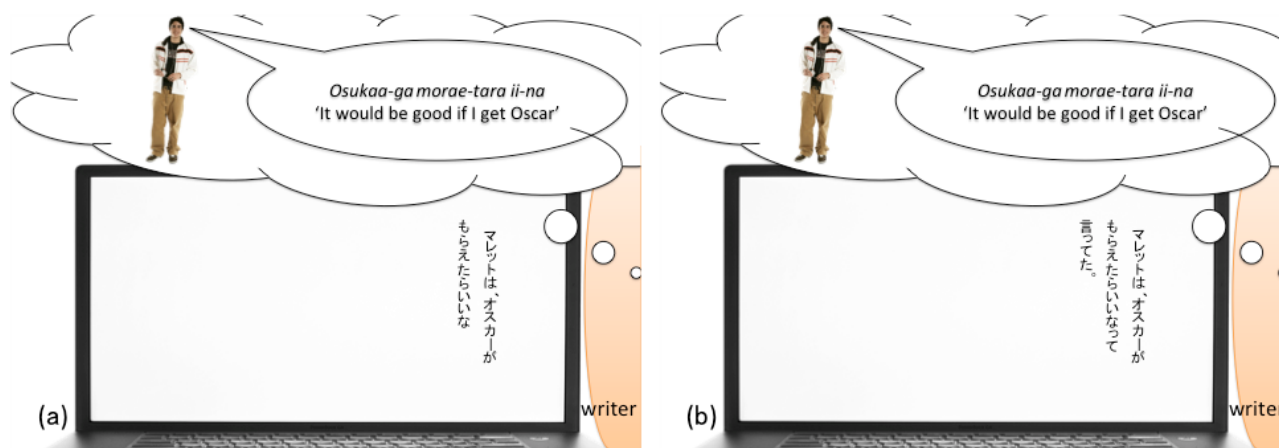 Osukaa-ga morae-tara ii-na
‘It would be good if I get Oscar’
マレットは、オスカーが
もらえたらいいな
(a)
writer
Osukaa-ga morae-tara ii-na
‘It would be good if I get Oscar’
マレットは、オスカーが
もらえたらいいなって
言ってた。
(b)
writer